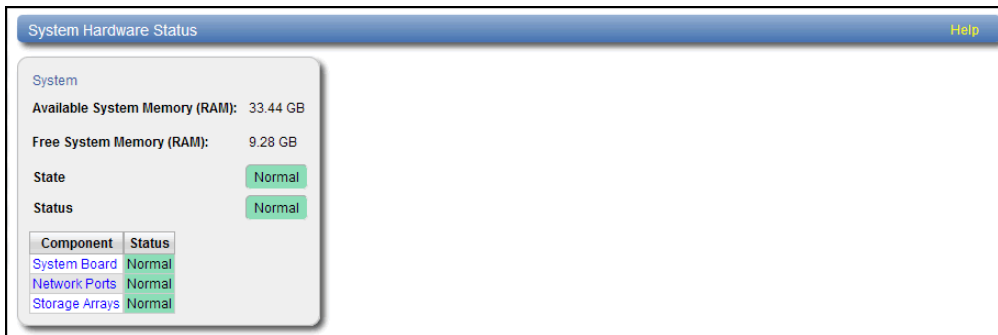 System Hardware Status Help
System
Available System Memory (RAM): 33.44 GB
Free System Memory (RAM): 9.28 GB
State Normal
Status Normal
Component Status
System Board Normal
Network Ports Normal
Storage Arrays Normal